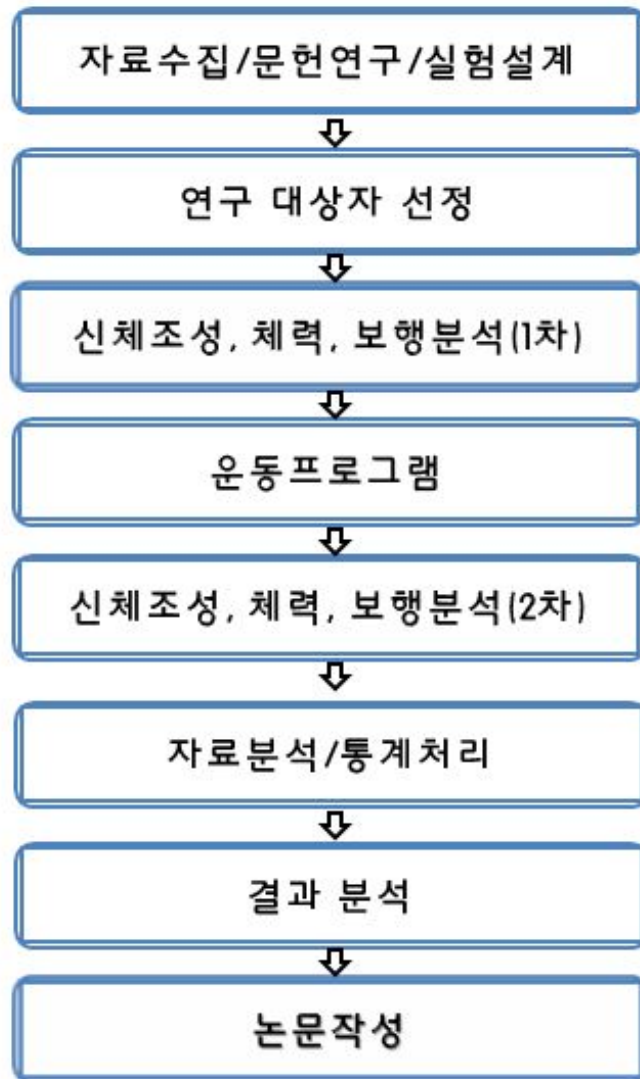 자료수집/문헌연구/실험설계
연구 대상자 선정
신체조성, 체력, 보행분석(1차)
운동프로그램
신체조성, 체력, 보행분석(2차)
자료분석/통계처리
결과 분석
논문작성